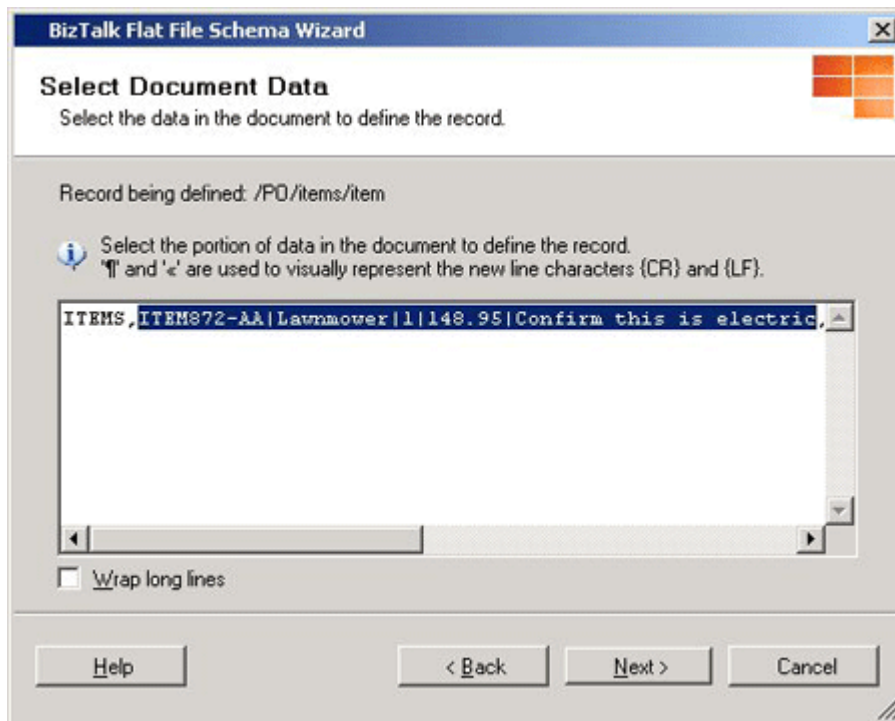 BizTalk Flat File Schema Wizard
Select Document Data
Select the data in the document to define the record.
Record being defined: /PO/items/item
Select the portion of data in the document to define the record.
'¶' and '«' are used to visually represent the new line characters {CR} and {LF}.
ITEMS,ITEM872-AA|Lawnmower|1|148.95|Confirm this is electric,
Wrap long lines
Help
< Back
Next >
Cancel